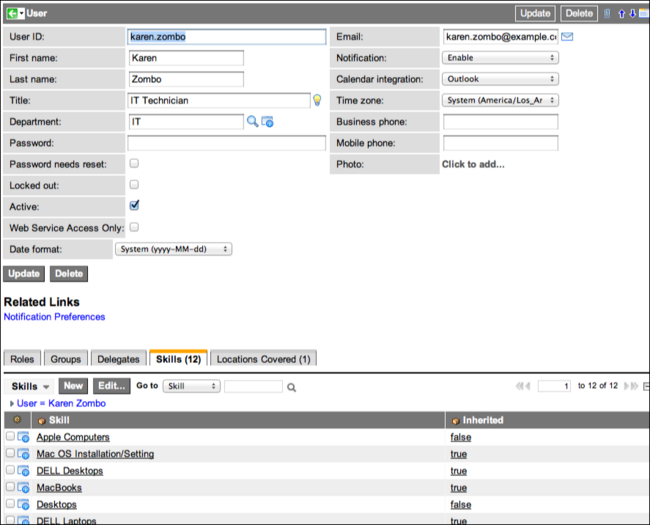 User Update Delete
User ID: karen.zombo Email: karen.zombo@example.c
First name: Karen Notification: Enable
Last name: Zombo Calendar integration: Outlook
Title: IT Technician Time zone: System (America/Los_Ar
Department: IT Business phone:
Password: Mobile phone:
Password needs reset: Photo: Click to add...
Locked out:
Active:
Web Service Access Only:
Date format: System (yyyy-MM-dd)
Update Delete
Related Links
Notification Preferences
Roles Groups Delegates Skills (12) Locations Covered (1)
Skills New Edit... Go to Skill 1 to 12 of 12
User = Karen Zombo
Skill Inherited
Apple Computers false
Mac OS Installation/Setting true
DELL Desktops true
MacBooks true
Desktops false
DELL Laptops true